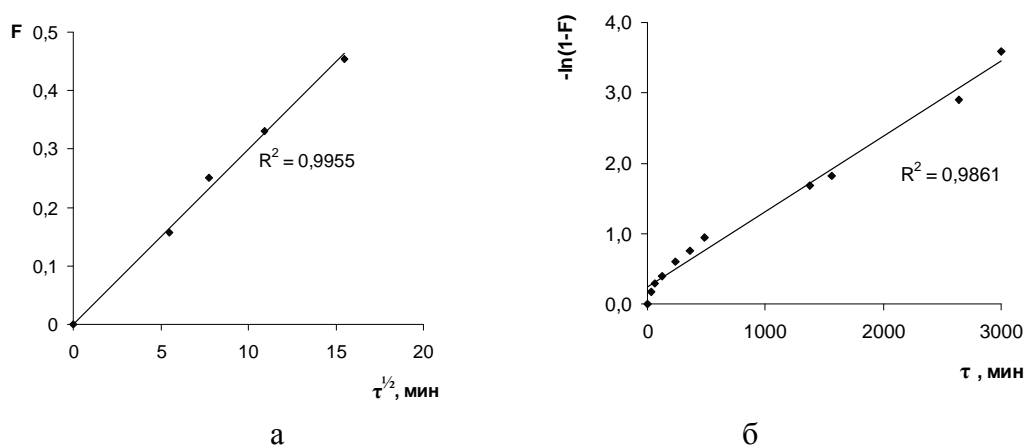 F
0,5
0,4
0,3
0,2
0,1
0
0 5 10 15 20
R² = 0,9955
τ^½, мин
а
-ln(1-F)
4,0
3,0
2,0
1,0
0,0
0 1000 2000 3000
R² = 0,9861
τ , мин
б